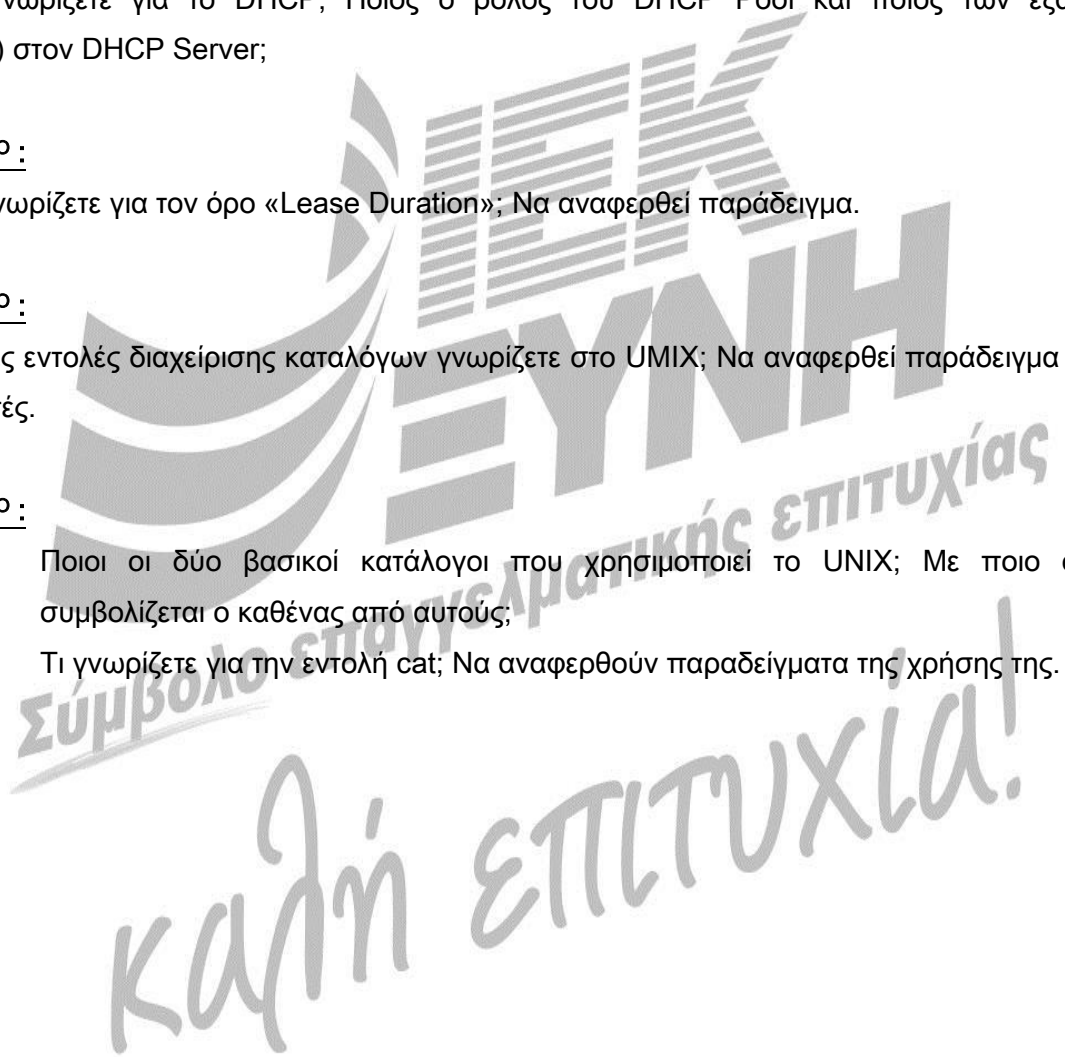 νωρίζετε για το DHCP; Ποιος ο ρόλος του DHCP Pool και ποιος των εξα
) στον DHCP Server;
ο :
νωρίζετε για τον όρο «Lease Duration»; Να αναφερθεί παράδειγμα.
ο :
ς εντολές διαχείρισης καταλόγων γνωρίζετε στο UMIX; Να αναφερθεί παράδειγμα
τές.
ο :
Ποιοι οι δύο βασικοί κατάλογοι που χρησιμοποιεί το UNIX; Με ποιο
συμβολίζεται ο καθένας από αυτούς;
Τι γνωρίζετε για την εντολή cat; Να αναφερθούν παραδείγματα της χρήσης της.
ΙΕΚ
ΞΥΝΗ
Σύμβολο επαγγελματικής επιτυχίας
καλή επιτυχία!